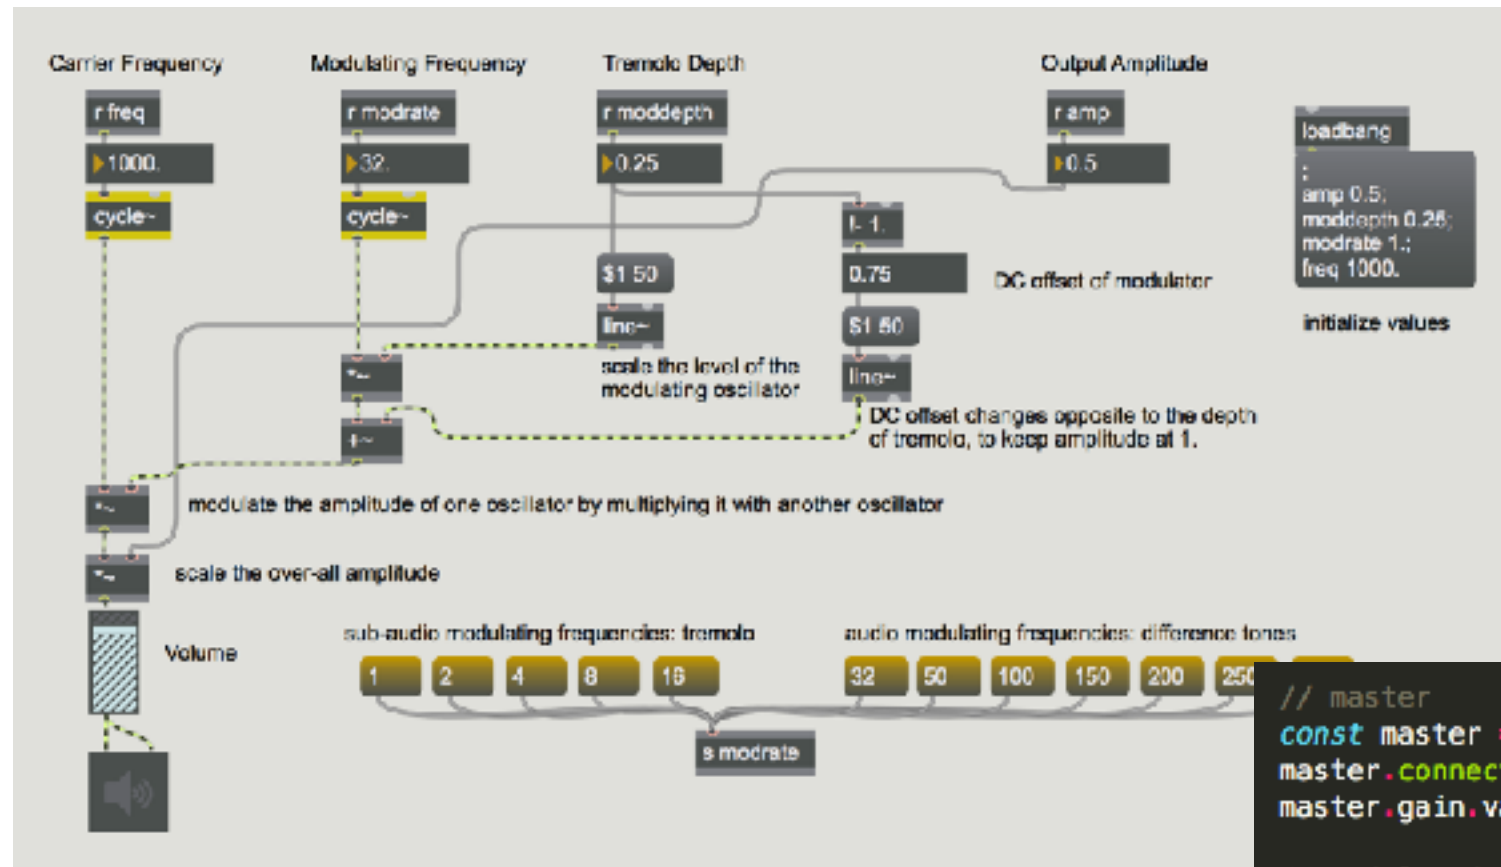 Carrier Frequency
Modulating Frequency
Tremolo Depth
Output Amplitude
r freq
r modrate
r moddepth
r amp
loadbang
1000.
32.
0.25
0.5
;
amp 0.5;
moddepth 0.25;
modrate 1.;
freq 1000.
cycle~
cycle~
!- 1.
$1 50
0.75
DC offset of modulator
line~
$1 50
initialize values
*~
scale the level of the
modulating oscillator
line~
+~
DC offset changes opposite to the depth
of tremolo, to keep amplitude at 1.
*~
modulate the amplitude of one oscillator by multiplying it with another oscillator
*~
scale the over-all amplitude
Volume
sub-audio modulating frequencies: tremolo
audio modulating frequencies: difference tones
1 2 4 8 16
32 50 100 150 200 250
s modrate
// master
const master
master.connec
master.gain.va